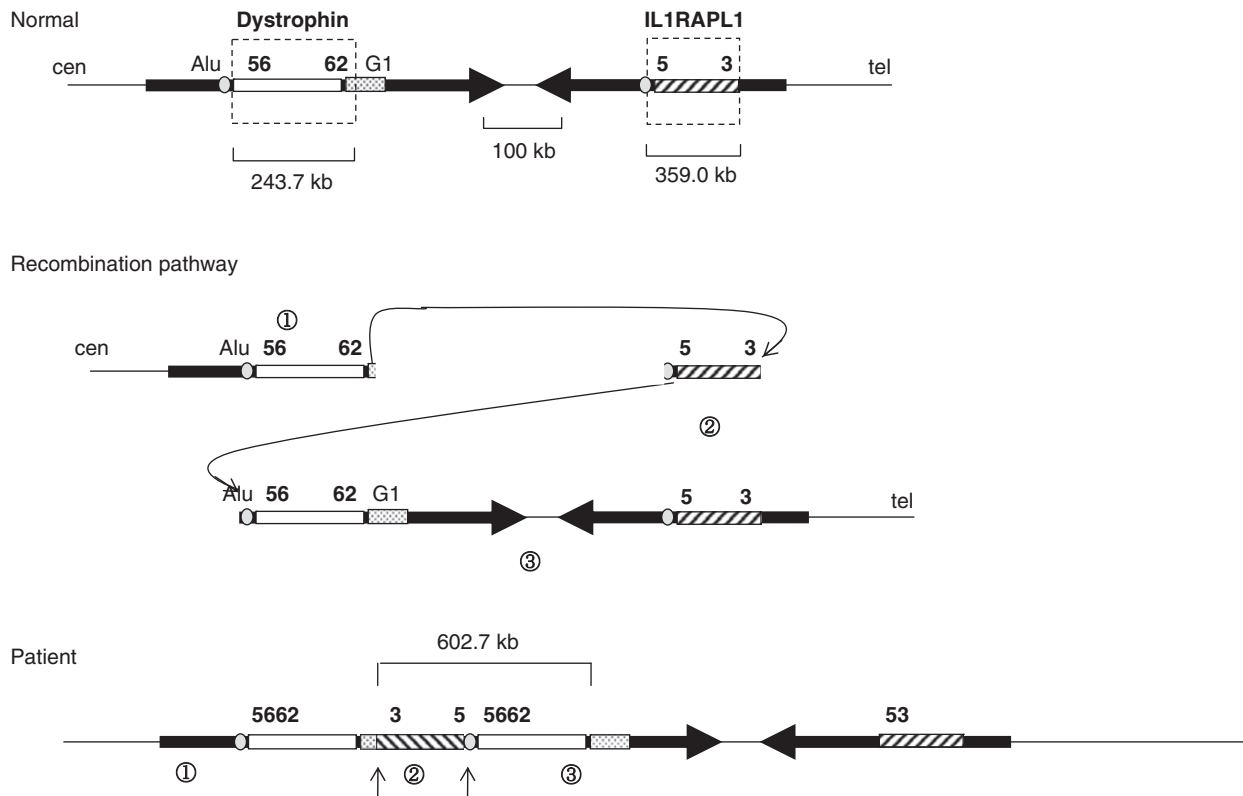 Normal
Dystrophin IL1RAPL1
cen Alu 56 62 G1 5 3 tel
100 kb
243.7 kb 359.0 kb
Recombination pathway
①
cen Alu 56 62 5 3
②
Alu 56 62 G1 5 3 tel
③
602.7 kb
Patient
5662 3 5 5662 53
① ② ③